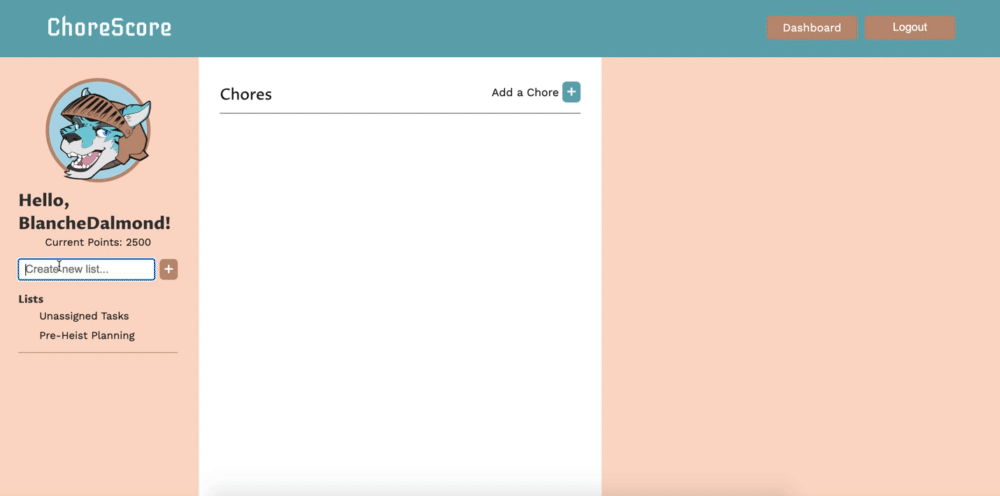 ChoreScore
Dashboard
Logout
Hello,
BlancheDalmond!
Current Points: 2500
Create new list...
+
Lists
Unassigned Tasks
Pre-Heist Planning
Chores
Add a Chore +